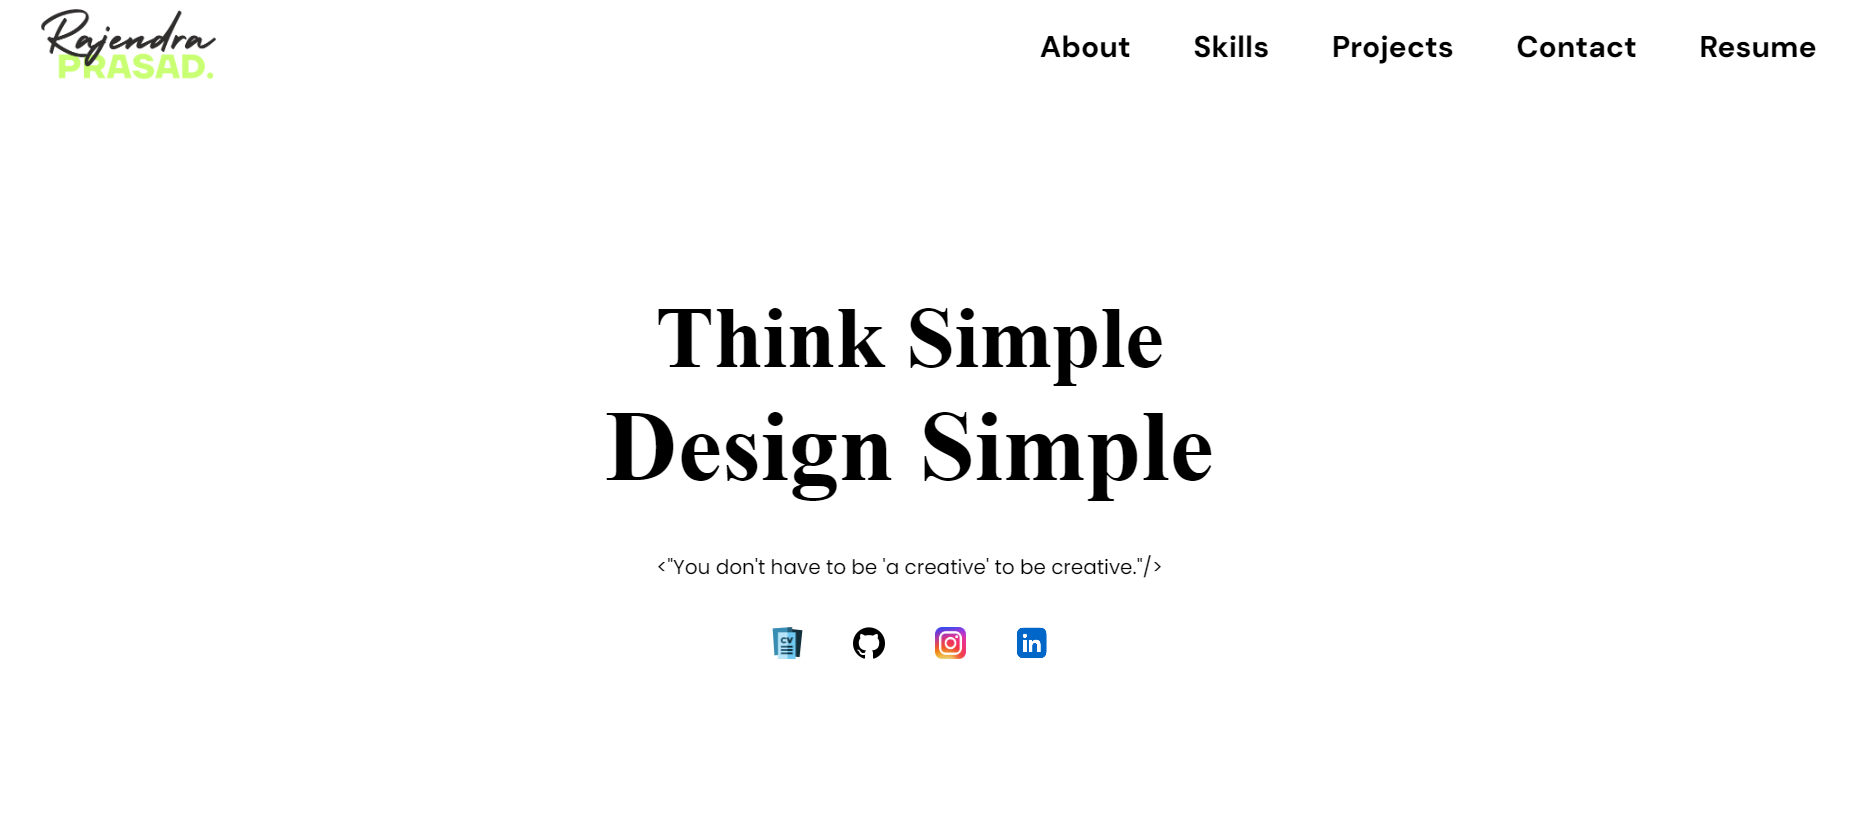 Rajendra
PRASAD.
About Skills Projects Contact Resume
Think Simple
Design Simple
<"You don't have to be 'a creative' to be creative."/>
CV
in